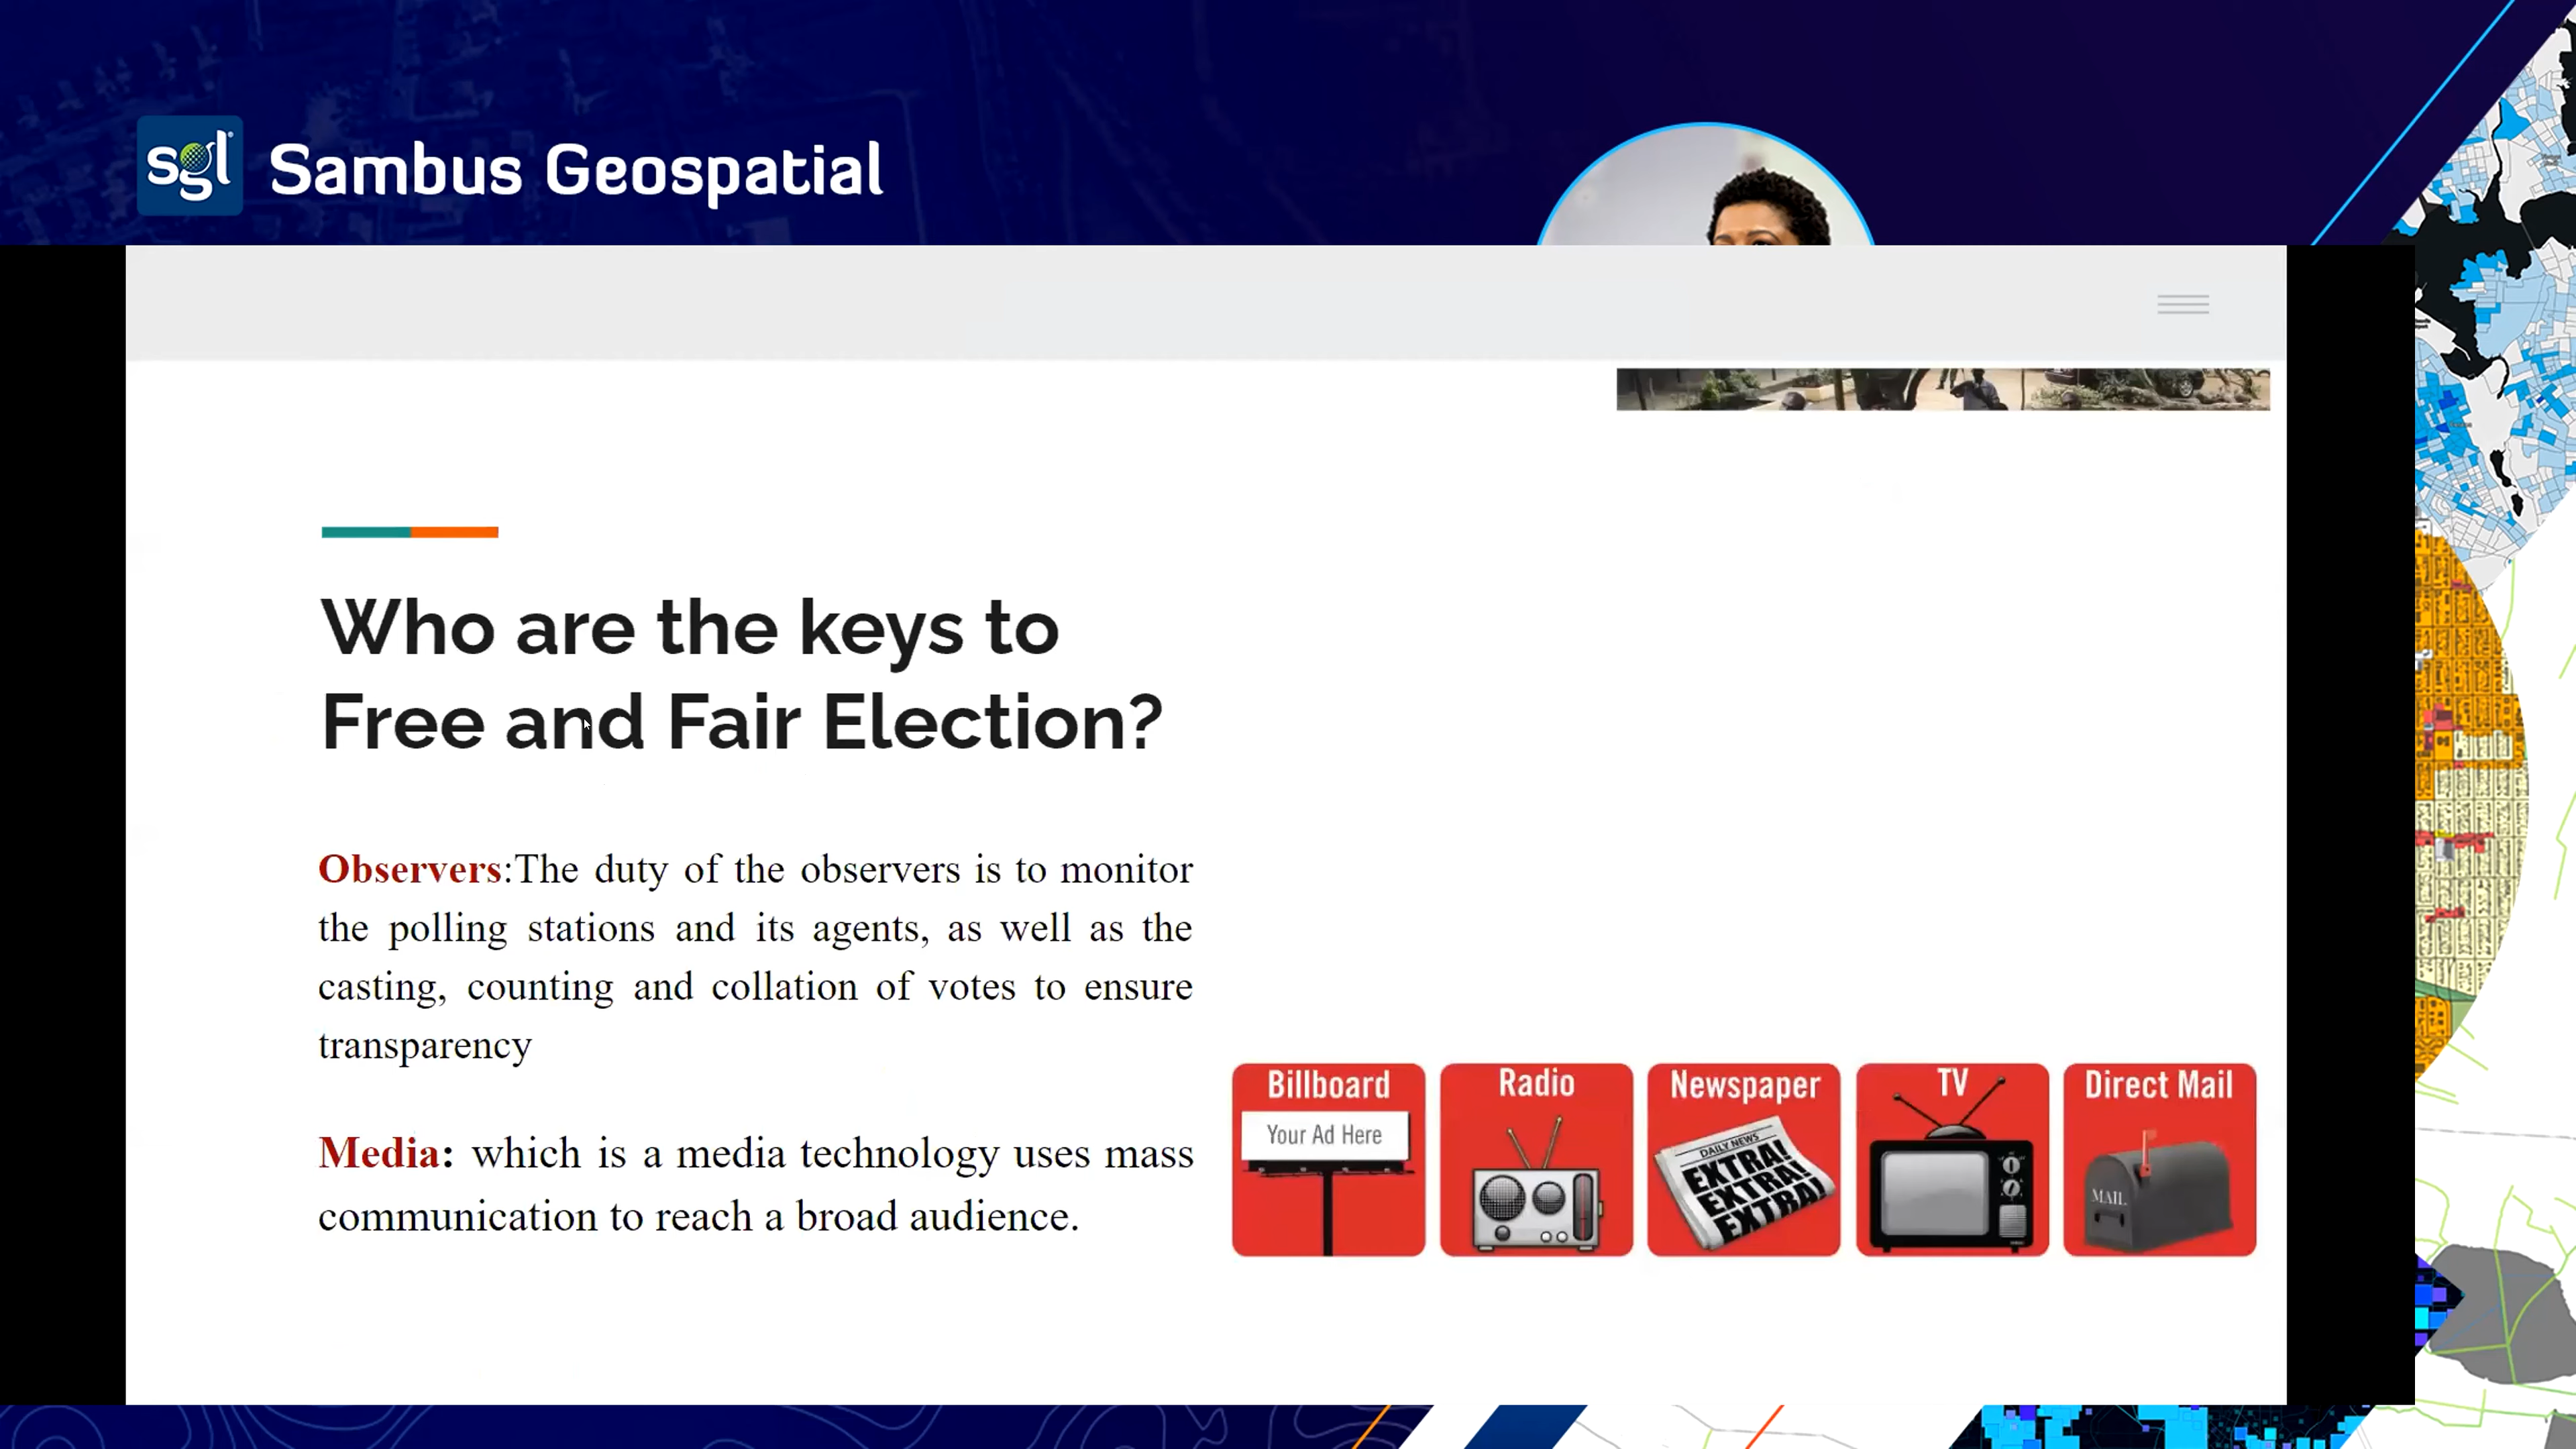 sgl Sambus Geospatial
Who are the keys to
Free and Fair Election?
Observers:The duty of the observers is to monitor
the polling stations and its agents, as well as the
casting, counting and collation of votes to ensure
transparency
Media: which is a media technology uses mass
communication to reach a broad audience.
Billboard
Your Ad Here
Radio
Newspaper
DAILY NEWS
EXTRA!
EXTRA!
EXTRA!
TV
Direct Mail
MAIL